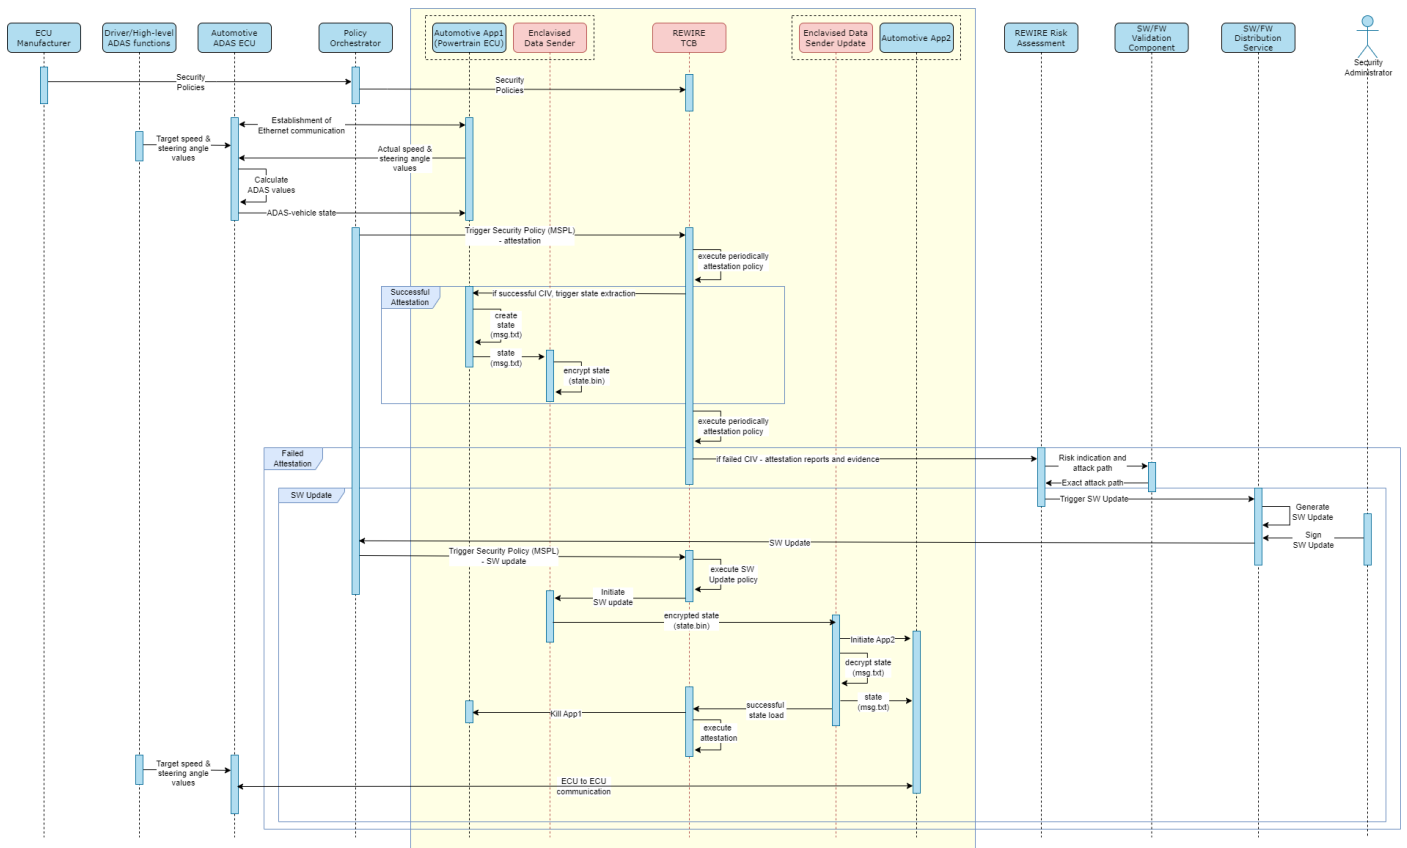 ECU
Manufacturer
Driver/High-level
ADAS functions
Automotive
ADAS ECU
Policy
Orchestrator
Automotive App1
(Powertrain ECU)
Enclavised
Data Sender
REWIRE
TCB
Enclavised Data
Sender Update
Automotive App2
REWIRE Risk
Assessment
SW/FW
Validation
Component
SW/FW
Distribution
Service
Security
Administrator
Security
Policies
Security
Policies
Establishment of
Ethernet communication
Target speed &
steering angle
values
Actual speed &
steering angle
values
Calculate
ADAS values
ADAS-vehicle state
Trigger Security Policy (MSPL)
- attestation
execute periodically
attestation policy
Successful
Attestation
if successful CIV, trigger state extraction
create
state
(msg.txt)
state
(msg.txt)
encrypt state
(state.bin)
execute periodically
attestation policy
Failed
Attestation
if failed CIV - attestation reports and evidence
Risk indication and
attack path
Exact attack path
SW Update
Trigger SW Update
Generate
SW Update
Sign
SW Update
SW Update
Trigger Security Policy (MSPL)
- SW update
execute SW
Update policy
Initiate
SW update
encrypted state
(state.bin)
Initiate App2
decrypt state
(msg.txt)
state
(msg.txt)
successful
state load
Kill App1
execute
attestation
Target speed &
steering angle
values
ECU to ECU
communication